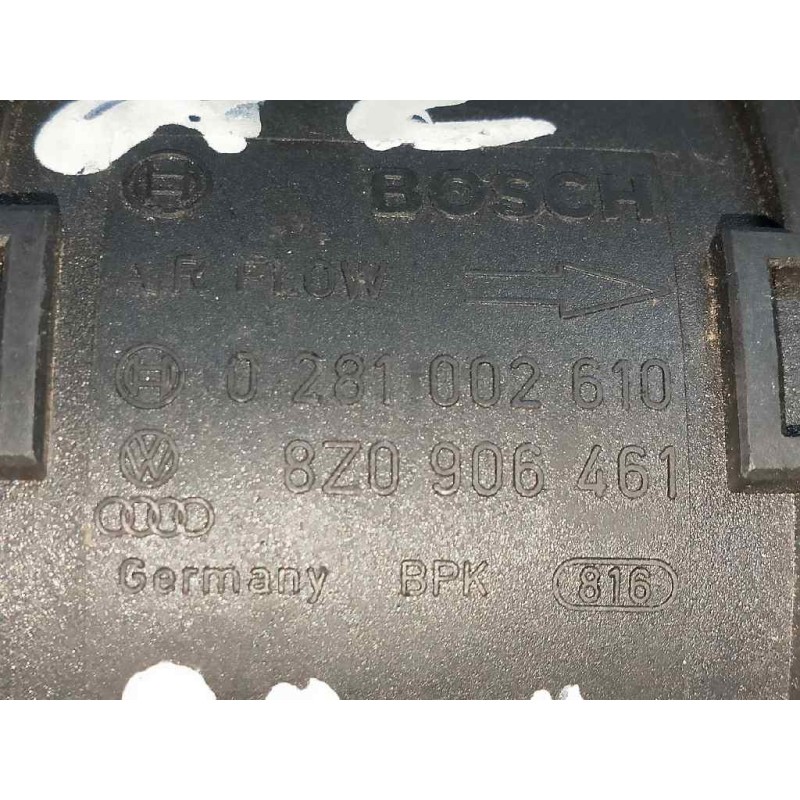 BOSCH
AIR FLOW
0 281 002 610
8Z0 906 461
Germany BPK 816